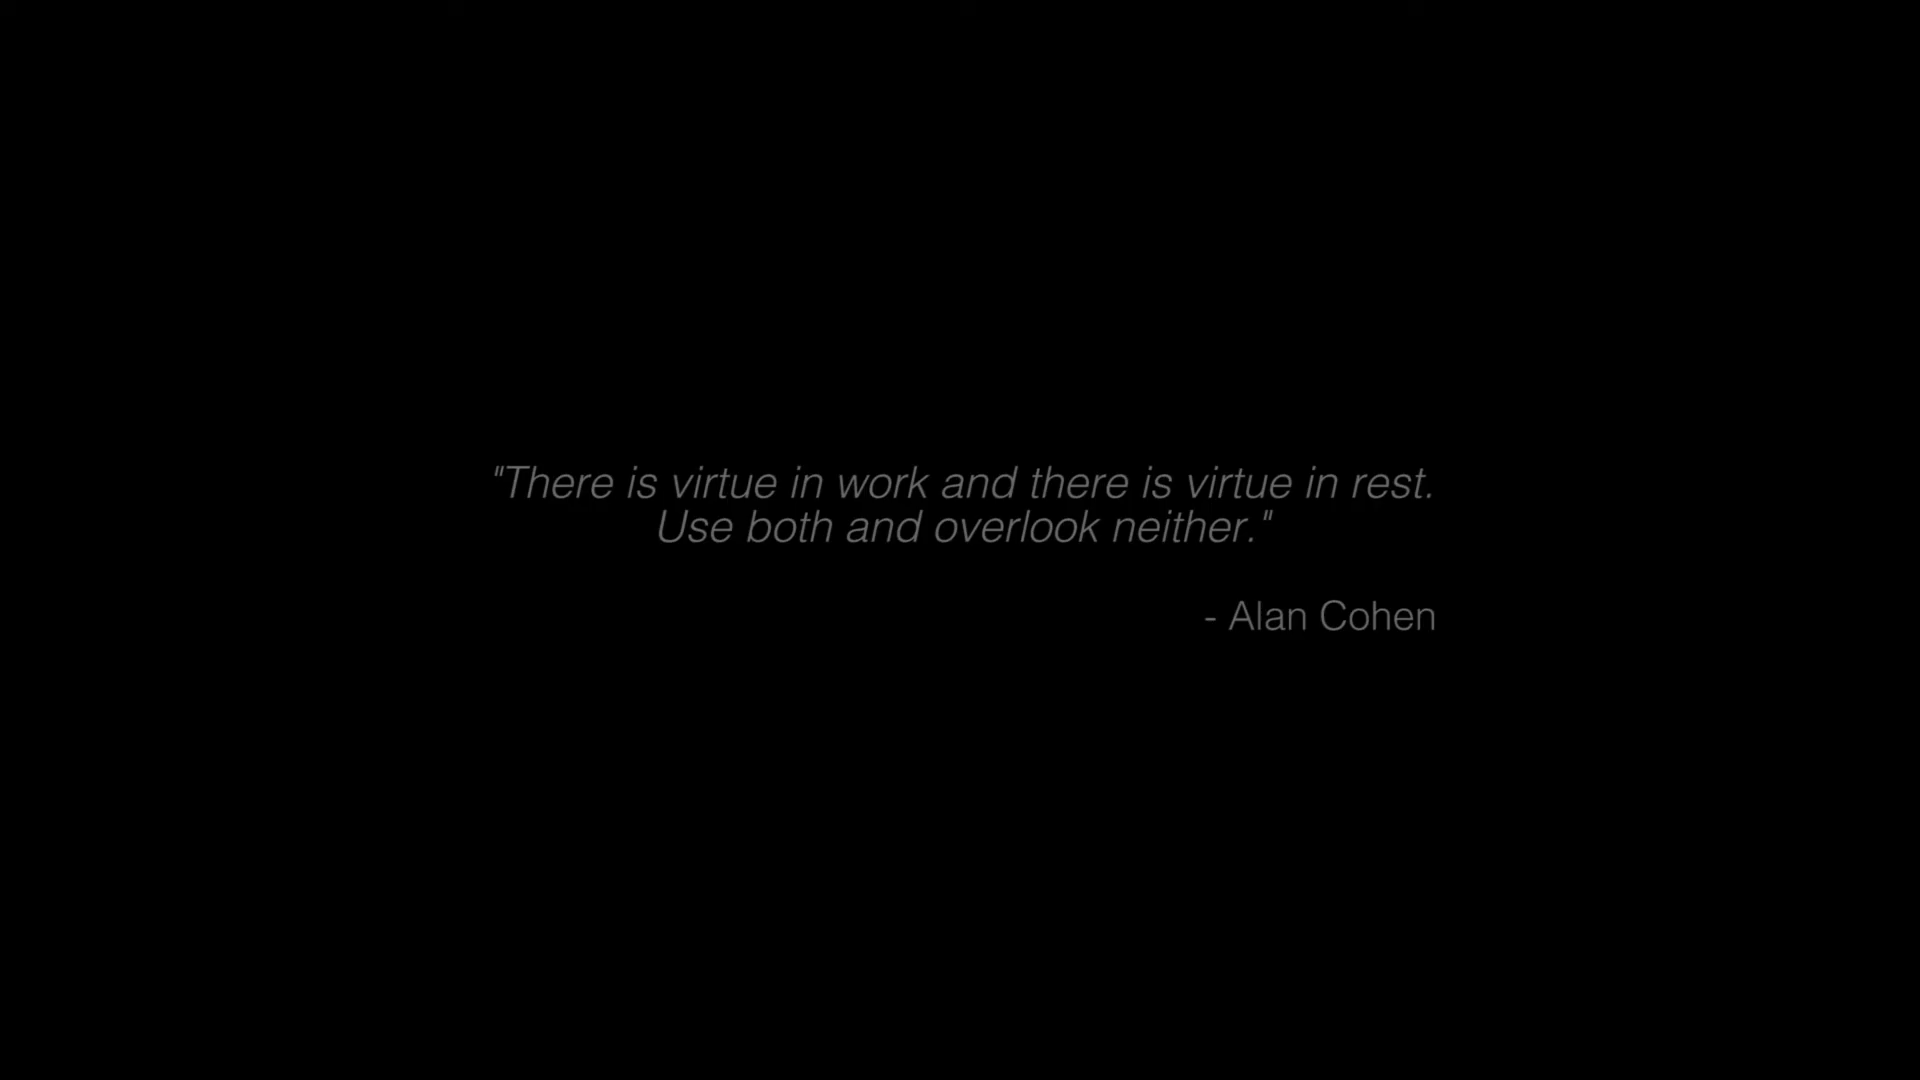 "There is virtue in work and there is virtue in rest.
Use both and overlook neither."
- Alan Cohen